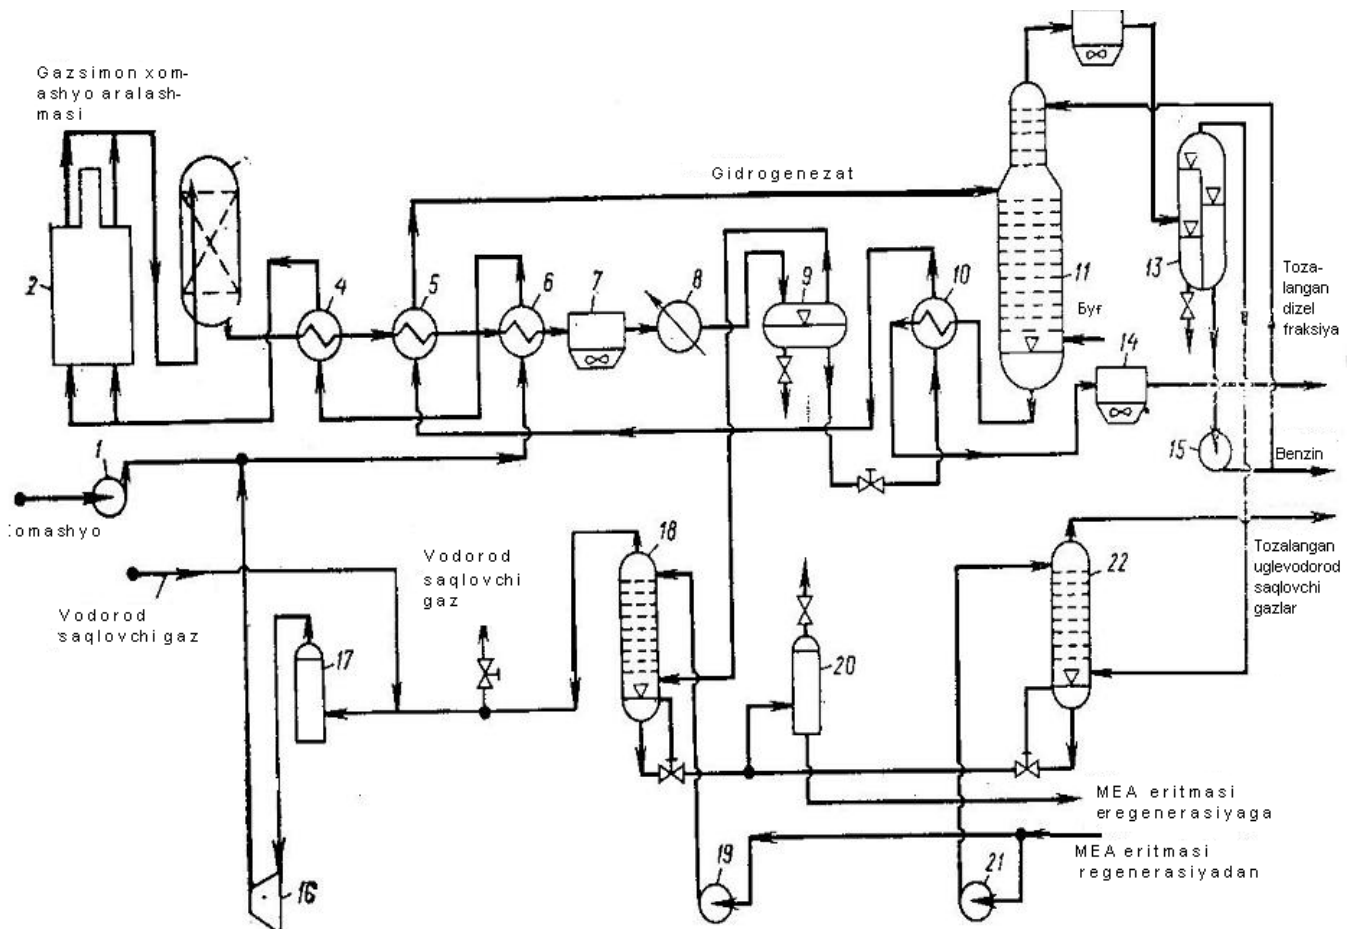 Gazsimon xom-
ashyo aralash-
masi
Gidrogenezat
2
4
5
6
7
8
9
10
11
13
Буғ
14
Toza-
langan
dizel
fraksiya
1
15
Benzin
Vodorod
saqlovchi
gaz
Vodorod
saqlovchi gaz
17
18
20
22
Tozalangan
uglevodorod
saqlovchi
gazlar
MEA eritmasi
eregenerasiyaga
MEA eritmasi
regenerasiyadan
16
19
21